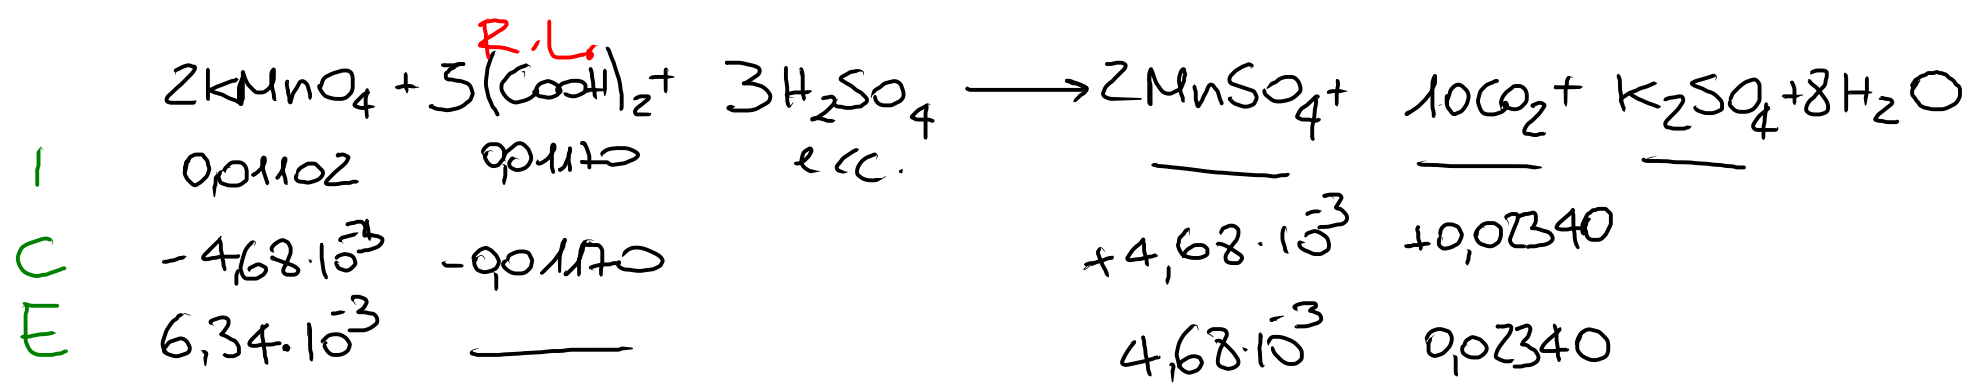 R.L.
2KMnO₄ + 5(COOH)₂ + 3H₂SO₄ ⟶ 2MnSO₄ + 10CO₂ + K₂SO₄ + 8H₂O
I 0,01102 0,01170 ecc. — — —
C -4,68·10⁻³ -0,01170 +4,68·10⁻³ +0,02340
E 6,34·10⁻³ — 4,68·10⁻³ 0,02340